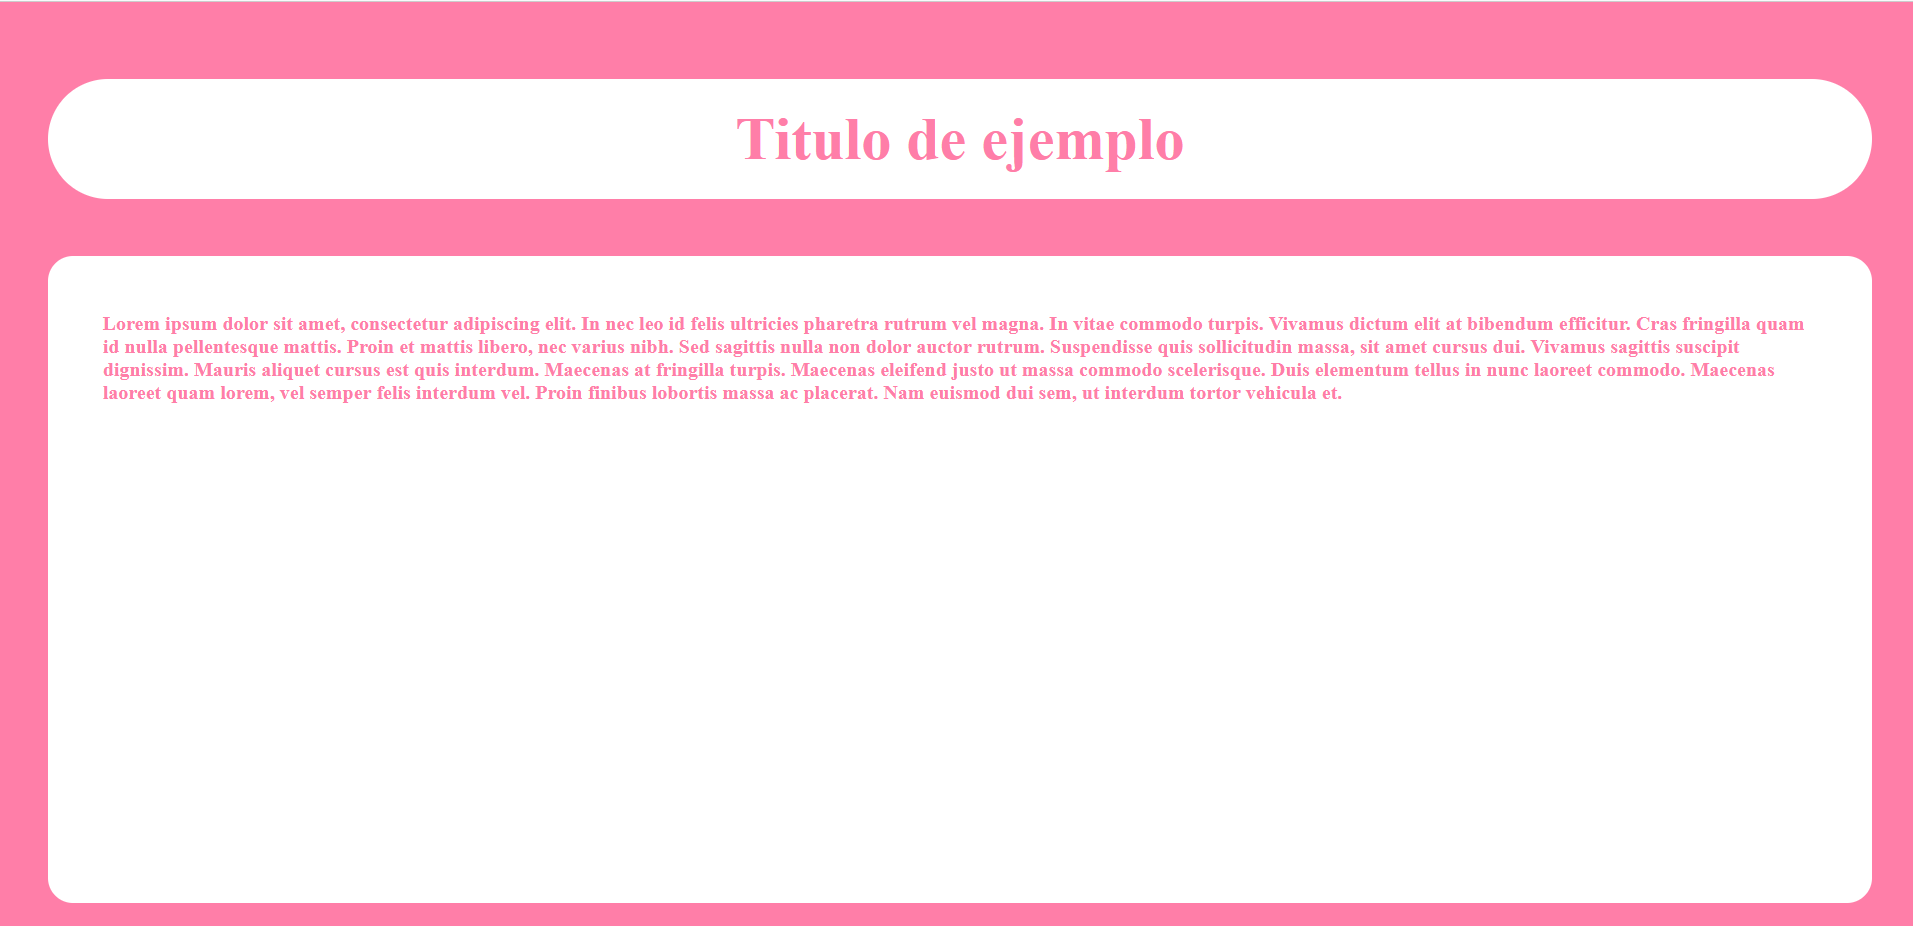 Titulo de ejemplo
Lorem ipsum dolor sit amet, consectetur adipiscing elit. In nec leo id felis ultricies pharetra rutrum vel magna. In vitae commodo turpis. Vivamus dictum elit at bibendum efficitur. Cras fringilla quam
id nulla pellentesque mattis. Proin et mattis libero, nec varius nibh. Sed sagittis nulla non dolor auctor rutrum. Suspendisse quis sollicitudin massa, sit amet cursus dui. Vivamus sagittis suscipit
dignissim. Mauris aliquet cursus est quis interdum. Maecenas at fringilla turpis. Maecenas eleifend justo ut massa commodo scelerisque. Duis elementum tellus in nunc laoreet commodo. Maecenas
laoreet quam lorem, vel semper felis interdum vel. Proin finibus lobortis massa ac placerat. Nam euismod dui sem, ut interdum tortor vehicula et.